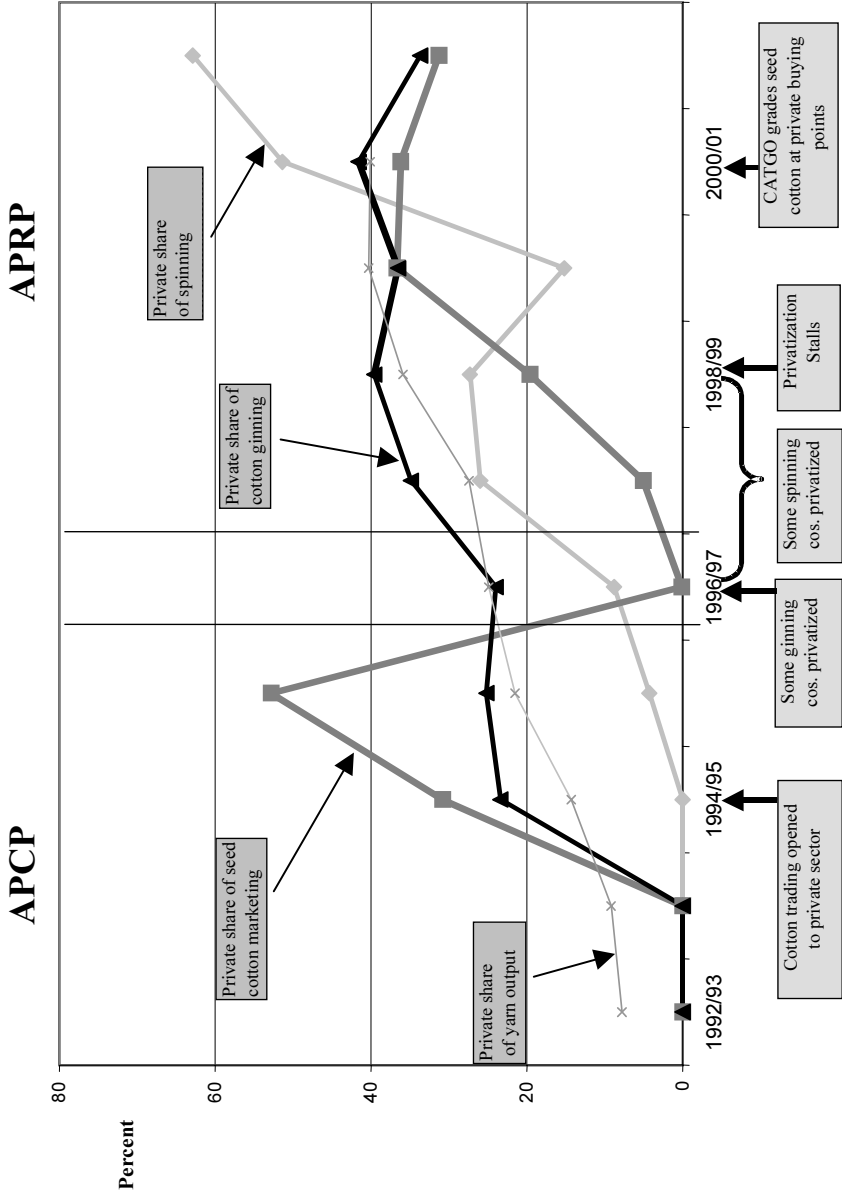 APCP
APRP
Percent
80
60
40
20
0
Private share of seed
cotton marketing
Private share
of yarn output
Private share of
cotton ginning
Private share
of spinning
1992/93
1994/95
1996/97
1998/99
2000/01
Cotton trading opened
to private sector
Some ginning
cos. privatized
Some spinning
cos. privatized
Privatization
Stalls
CATGO grades seed
cotton at private buying
points